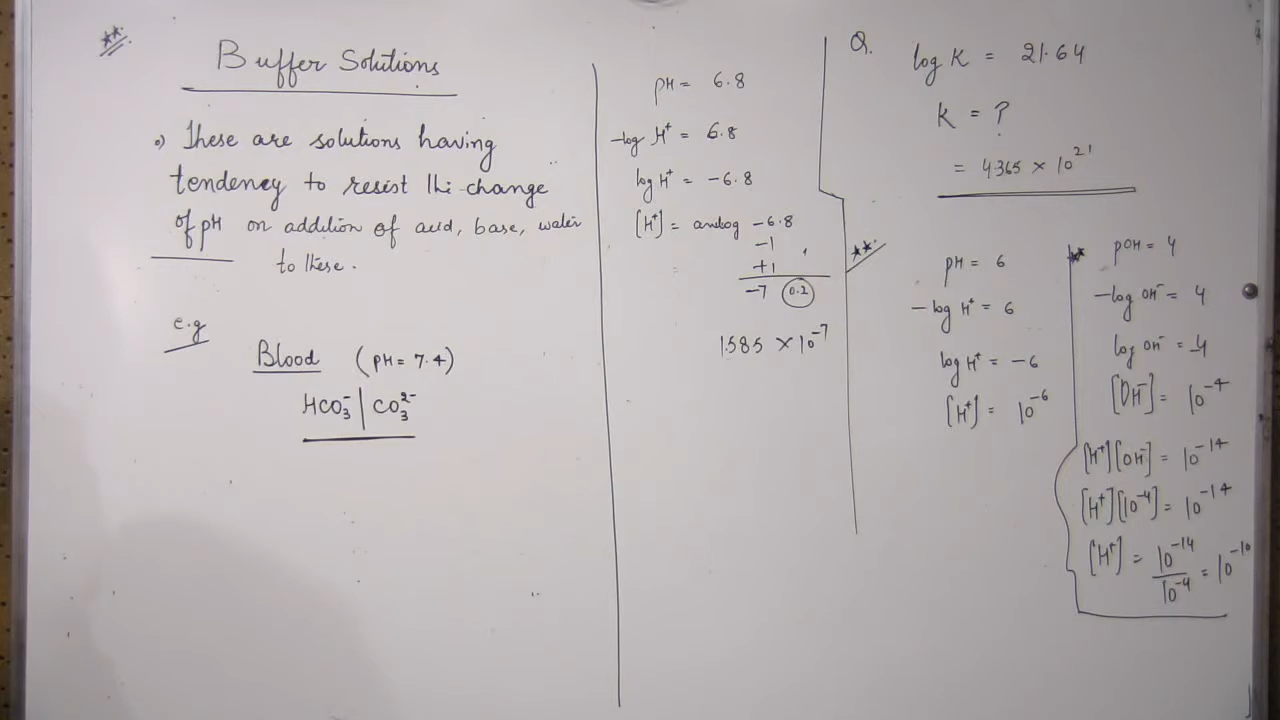 Buffer Solutions
These are solutions having
tendency to resist the change
of pH on addition of acid, base, water
to these.
e.g
Blood (pH = 7.4)
HCO₃⁻ | CO₃²⁻
pH = 6.8
-log H⁺ = 6.8
log H⁺ = -6.8
[H⁺] = antilog -6.8
-1
+1
-7 0.2
1.585 × 10⁻⁷
Q. log K = 21.64
K = ?
= 4.365 × 10²¹
pH = 6
- log H⁺ = 6
log H⁺ = -6
[H⁺] = 10⁻⁶
pOH = 4
-log OH⁻ = 4
log OH⁻ = -4
[OH⁻] = 10⁻⁴
[H⁺][OH⁻] = 10⁻¹⁴
[H⁺][10⁻⁴] = 10⁻¹⁴
[H⁺] = 10⁻¹⁴/10⁻⁴ = 10⁻¹⁰